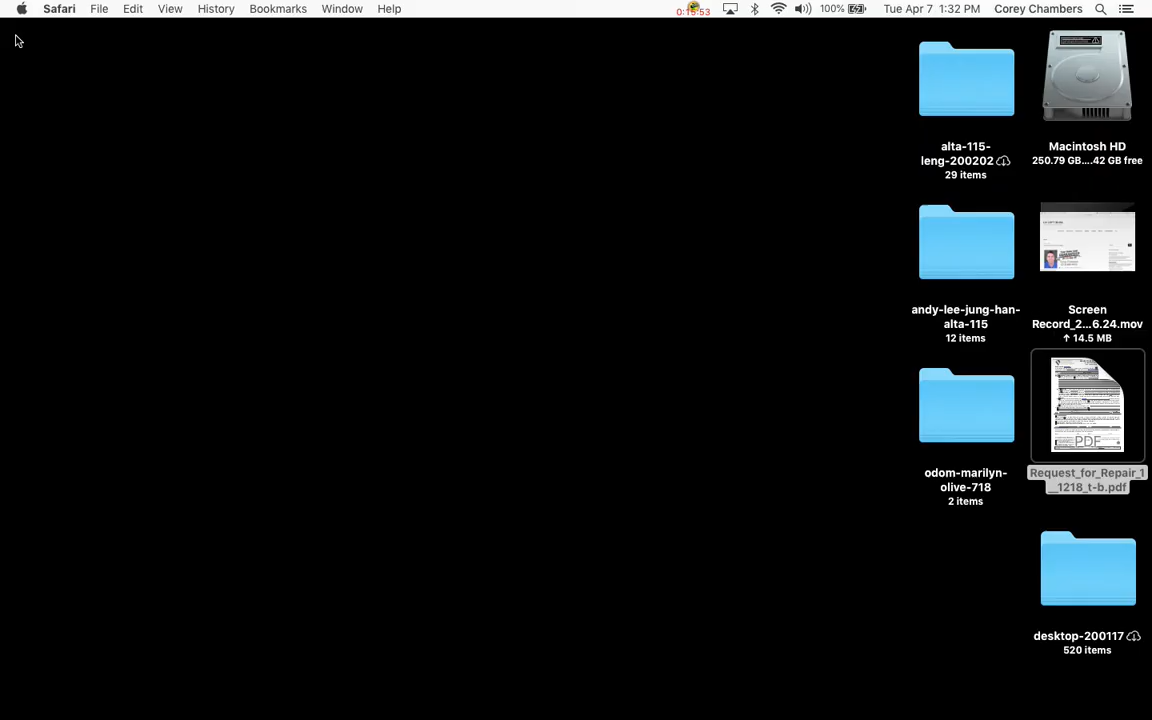 Safari File Edit View History Bookmarks Window Help 100% Tue Apr 7 1:32 PM Corey Chambers
alta-115-
leng-200202
29 items
Macintosh HD
250.79 GB....42 GB free
andy-lee-jung-han-
alta-115
12 items
Screen
Record_2...6.24.mov
↑ 14.5 MB
odom-marilyn-
olive-718
2 items
PDF
Request_for_Repair_1
__1218_t-b.pdf
desktop-200117
520 items